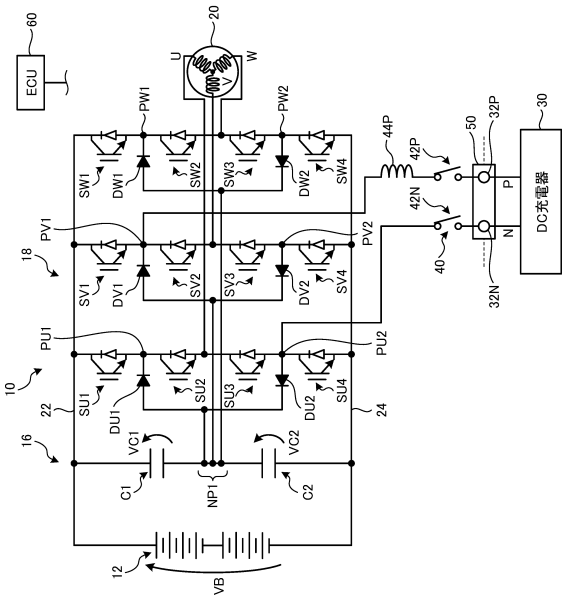 60
ECU
20
U
V
W
PW1
PW2
SW1
DW1
SW2
SW3
DW2
SW4
44P
42P
50
32P
30
PV1
PV2
18
SV1
DV1
SV2
SV3
DV2
SV4
42N
40
32N
P
N
DC充電器
PU1
PU2
10
22
SU1
DU1
SU2
SU3
DU2
SU4
24
16
VC1
C1
NP1
VC2
C2
12
VB